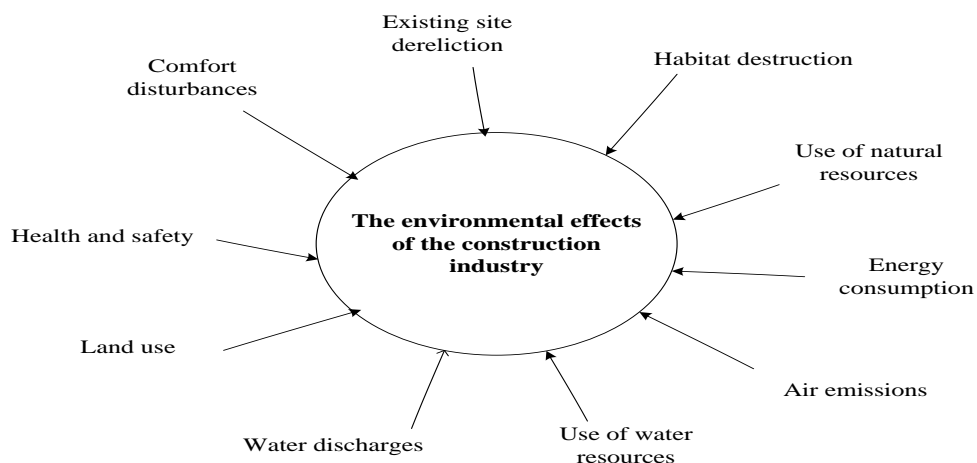 Existing site
dereliction
Habitat destruction
Comfort
disturbances
Use of natural
resources
The environmental effects
of the construction
industry
Health and safety
Energy
consumption
Land use
Air emissions
Use of water
resources
Water discharges